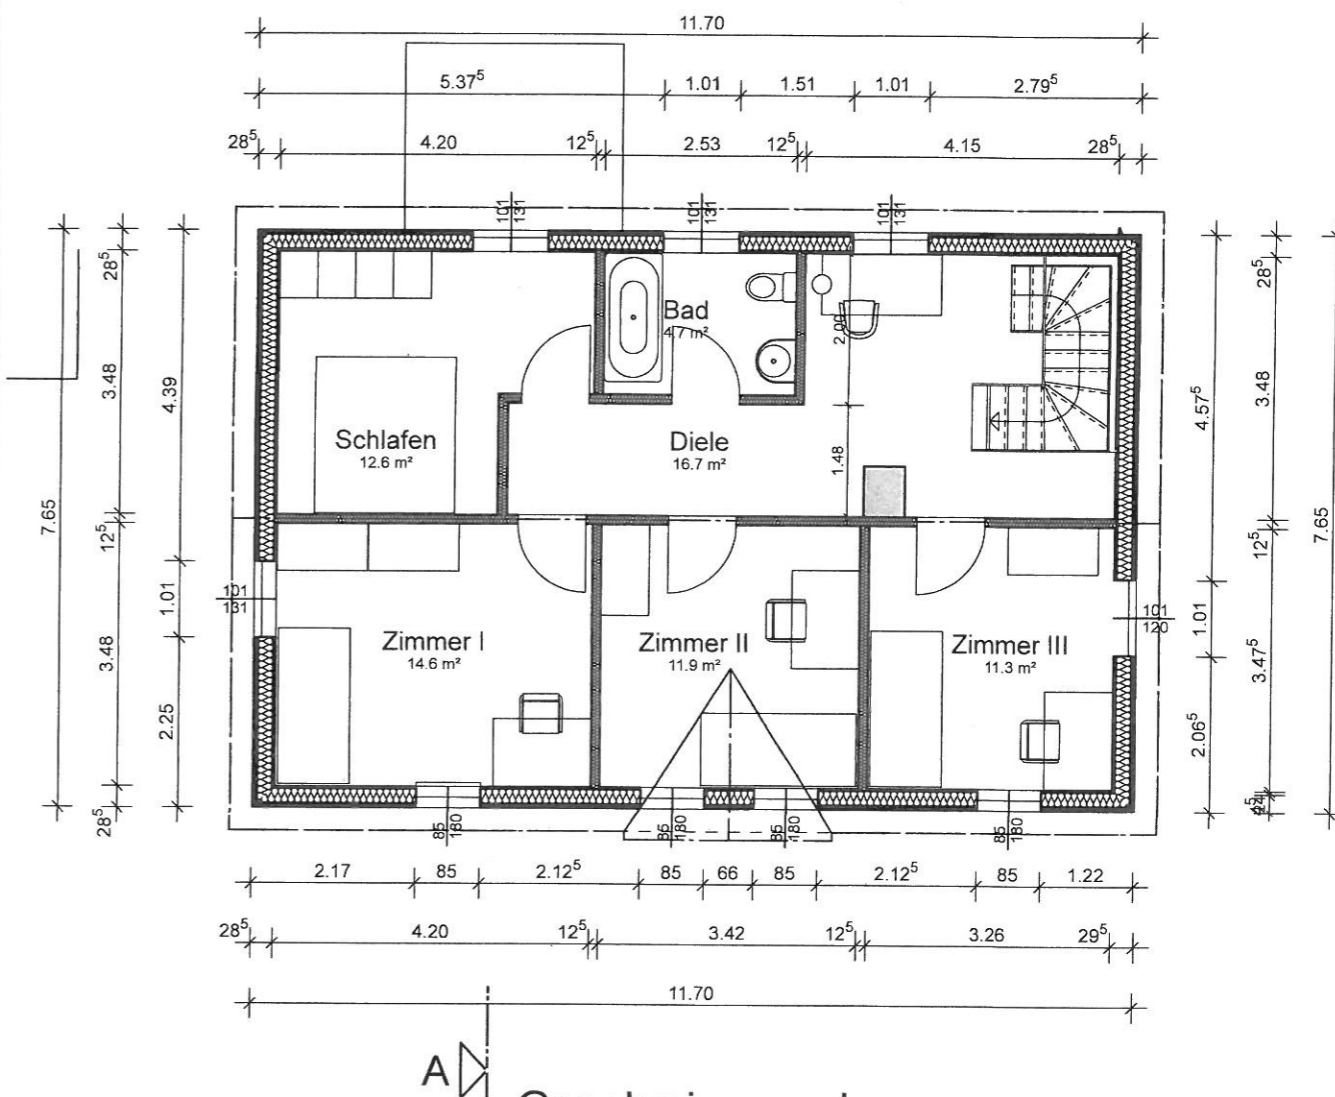 11.70
5.37⁵ 1.01 1.51 1.01 2.79⁵
28⁵ 4.20 12⁵ 2.53 12⁵ 4.15 28⁵
101 131 101 131 101 131
7.65
28⁵ 3.48 12⁵ 3.48 28⁵
4.39 1.01 2.25
Bad
4.7 m²
2.00
1.48
Schlafen
12.6 m²
Diele
16.7 m²
101
131
Zimmer I
14.6 m²
Zimmer II
11.9 m²
Zimmer III
11.3 m²
101
120
4.57⁵ 1.01 2.06⁵
28⁵ 3.48 12⁵ 3.47⁵
7.65
85 180 85 180 85 180 85 180
2.17 85 2.12⁵ 85 66 85 2.12⁵ 85 1.22
28⁵ 4.20 12⁵ 3.42 12⁵ 3.26 29⁵
11.70
A